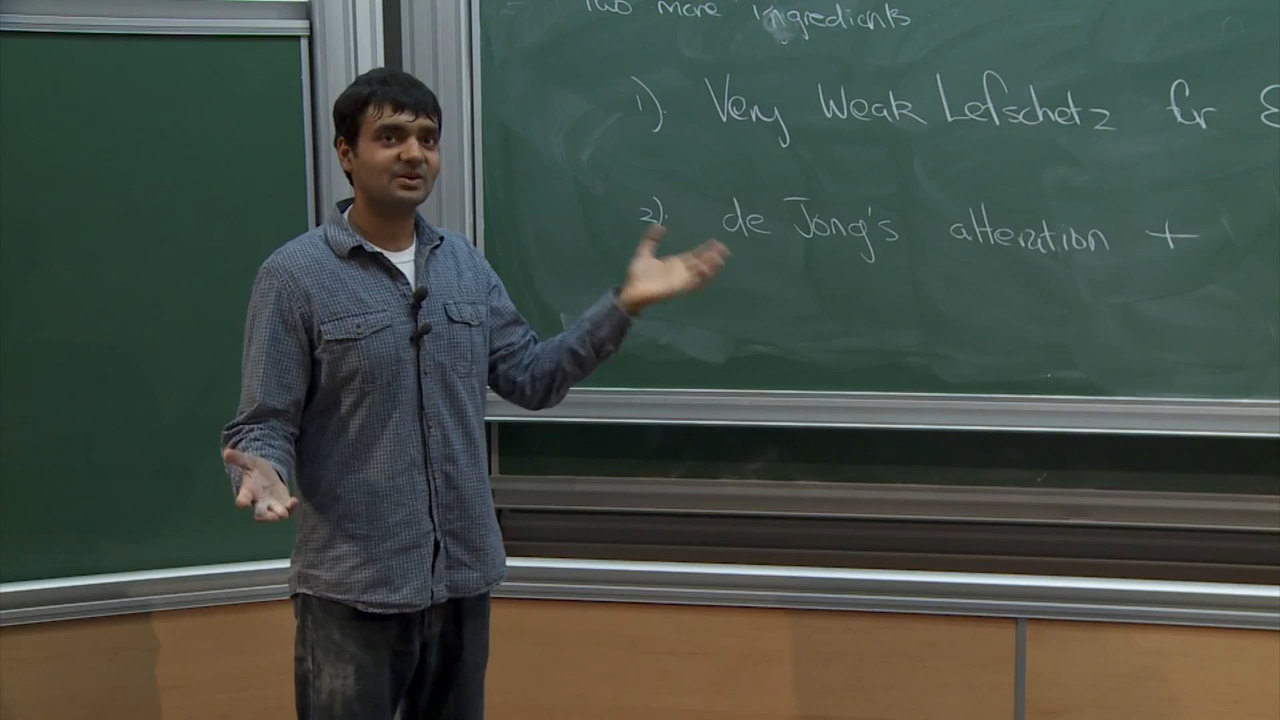 Two more ingredients
1). Very Weak Lefschetz for E
2). de Jong's alteration +